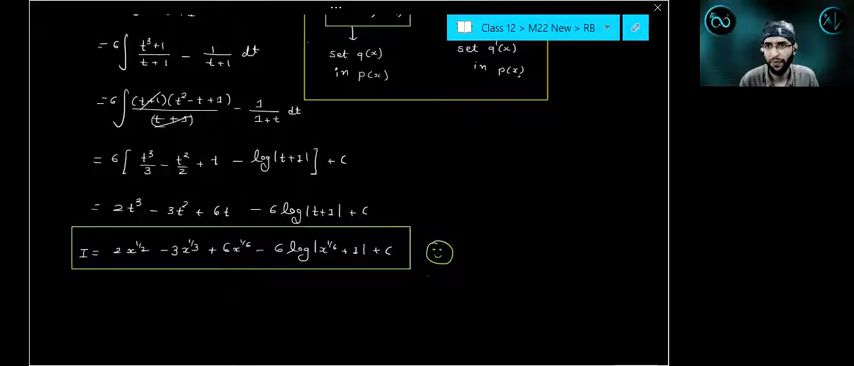 Class 12 > M22 New > RB
= 6 ∫ t³+1/t+1 − 1/t+1 dt
set q(x)
in p(x)
set q'(x)
in p(x)
= 6 ∫ (t+1)(t²-t+1)/(t+1) − 1/1+t dt
= 6 [ t³/3 − t²/2 + t − log|t+1| ] + C
= 2t³ − 3t² + 6t − 6 log|t+1| + C
I = 2x^1/2 − 3x^1/3 + 6x^1/6 − 6 log|x^1/6 + 1| + C